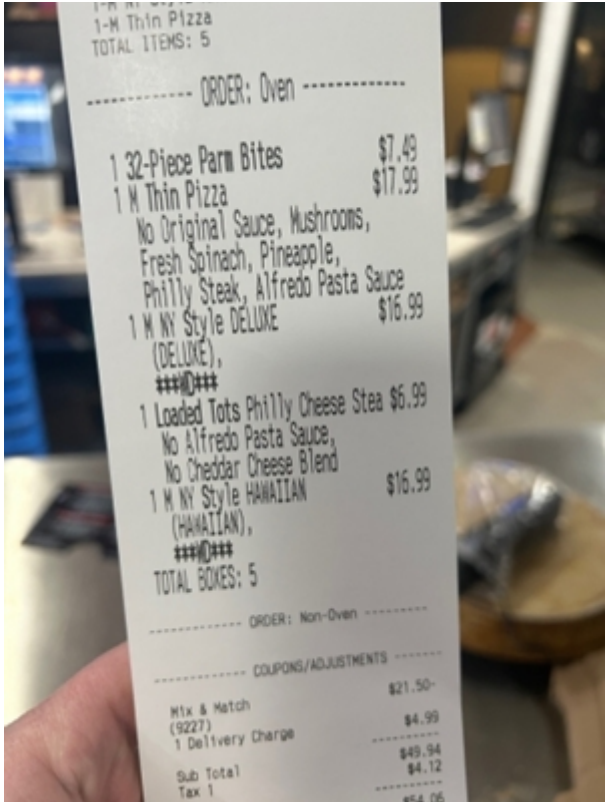 1-M Thin Pizza
TOTAL ITEMS: 5
----------- ORDER: Oven -----------
1 32-Piece Parm Bites $7.49
1 M Thin Pizza $17.99
No Original Sauce, Mushrooms,
Fresh Spinach, Pineapple,
Philly Steak, Alfredo Pasta Sauce
1 M NY Style DELUXE $16.99
(DELUXE),
***WD***
1 Loaded Tots Philly Cheese Stea $6.99
No Alfredo Pasta Sauce,
No Cheddar Cheese Blend
1 M NY Style HAWAIIAN $16.99
(HAWAIIAN),
***WD***
TOTAL BOXES: 5
----------- ORDER: Non-Oven --------
----------- COUPONS/ADJUSTMENTS ------
Mix & Match $21.50-
(9227)
1 Delivery Charge $4.99
---------
Sub Total $49.94
Tax 1 $4.12
---------
$54.06